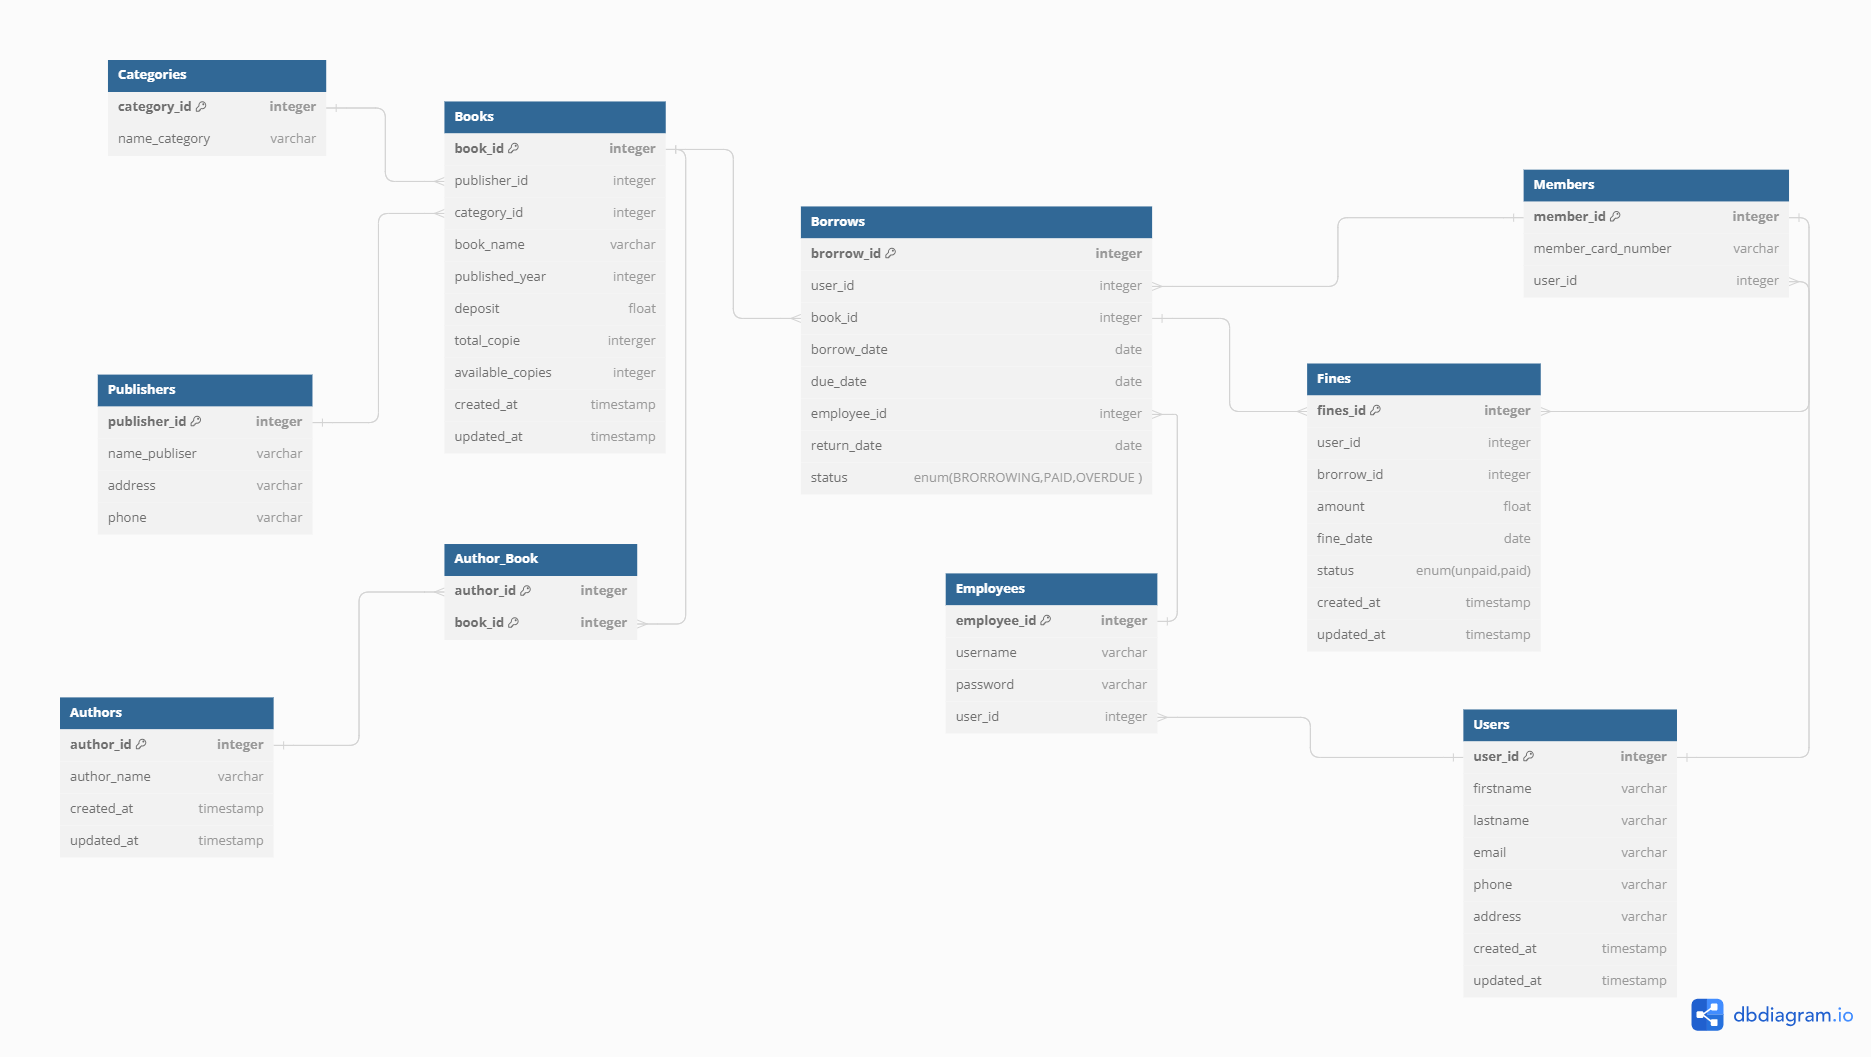 Categories
category_id integer
name_category varchar
Books
book_id integer
publisher_id integer
category_id integer
book_name varchar
published_year integer
deposit float
total_copie interger
available_copies integer
created_at timestamp
updated_at timestamp
Publishers
publisher_id integer
name_publiser varchar
address varchar
phone varchar
Author_Book
author_id integer
book_id integer
Authors
author_id integer
author_name varchar
created_at timestamp
updated_at timestamp
Borrows
brorrow_id integer
user_id integer
book_id integer
borrow_date date
due_date date
employee_id integer
return_date date
status enum(BRORROWING,PAID,OVERDUE )
Employees
employee_id integer
username varchar
password varchar
user_id integer
Members
member_id integer
member_card_number varchar
user_id integer
Fines
fines_id integer
user_id integer
brorrow_id integer
amount float
fine_date date
status enum(unpaid,paid)
created_at timestamp
updated_at timestamp
Users
user_id integer
firstname varchar
lastname varchar
email varchar
phone varchar
address varchar
created_at timestamp
updated_at timestamp
dbdiagram.io